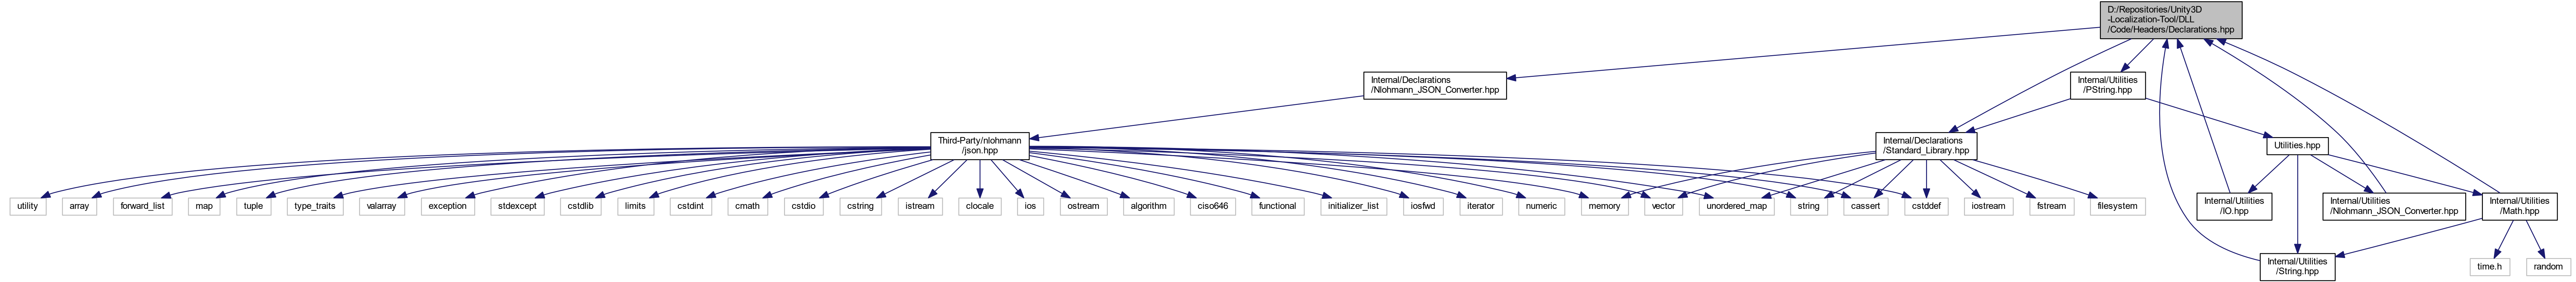 D:/Repositories/Unity3D
-Localization-Tool/DLL
/Code/Headers/Declarations.hpp
Internal/Declarations
/Nlohmann_JSON_Converter.hpp
Internal/Utilities
/PString.hpp
Third-Party/nlohmann
/json.hpp
Internal/Declarations
/Standard_Library.hpp
Utilities.hpp
utility
array
forward_list
map
tuple
type_traits
valarray
exception
stdexcept
cstdlib
limits
cstdint
cmath
cstdio
cstring
istream
clocale
ios
ostream
algorithm
ciso646
functional
initializer_list
iosfwd
iterator
numeric
memory
vector
unordered_map
string
cassert
cstddef
iostream
fstream
filesystem
Internal/Utilities
/IO.hpp
Internal/Utilities
/Nlohmann_JSON_Converter.hpp
Internal/Utilities
/Math.hpp
Internal/Utilities
/String.hpp
time.h
random